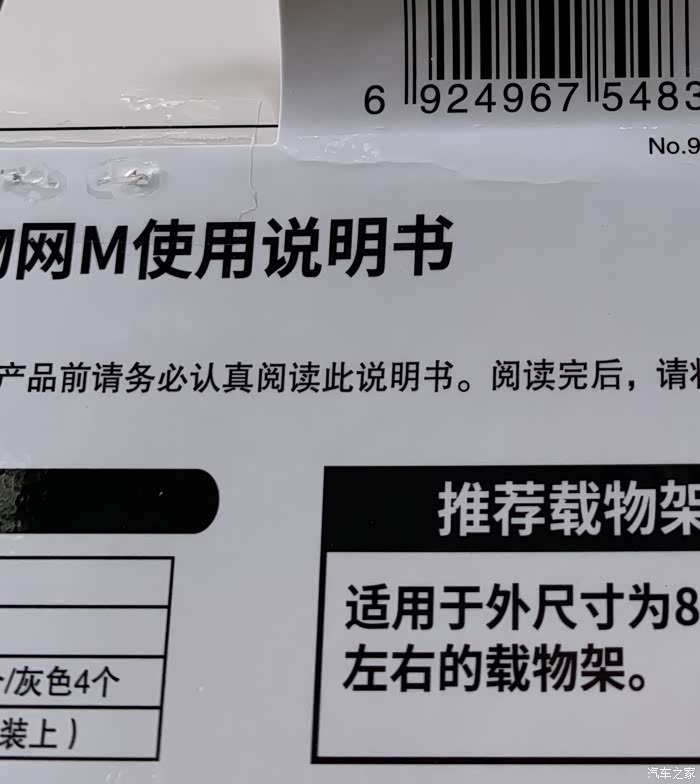 6 924967 5483
No.9
网M使用说明书
产品前请务必认真阅读此说明书。阅读完后，请
推荐载物架
适用于外尺寸为8
左右的载物架。
/灰色4个
装上）
汽车之家